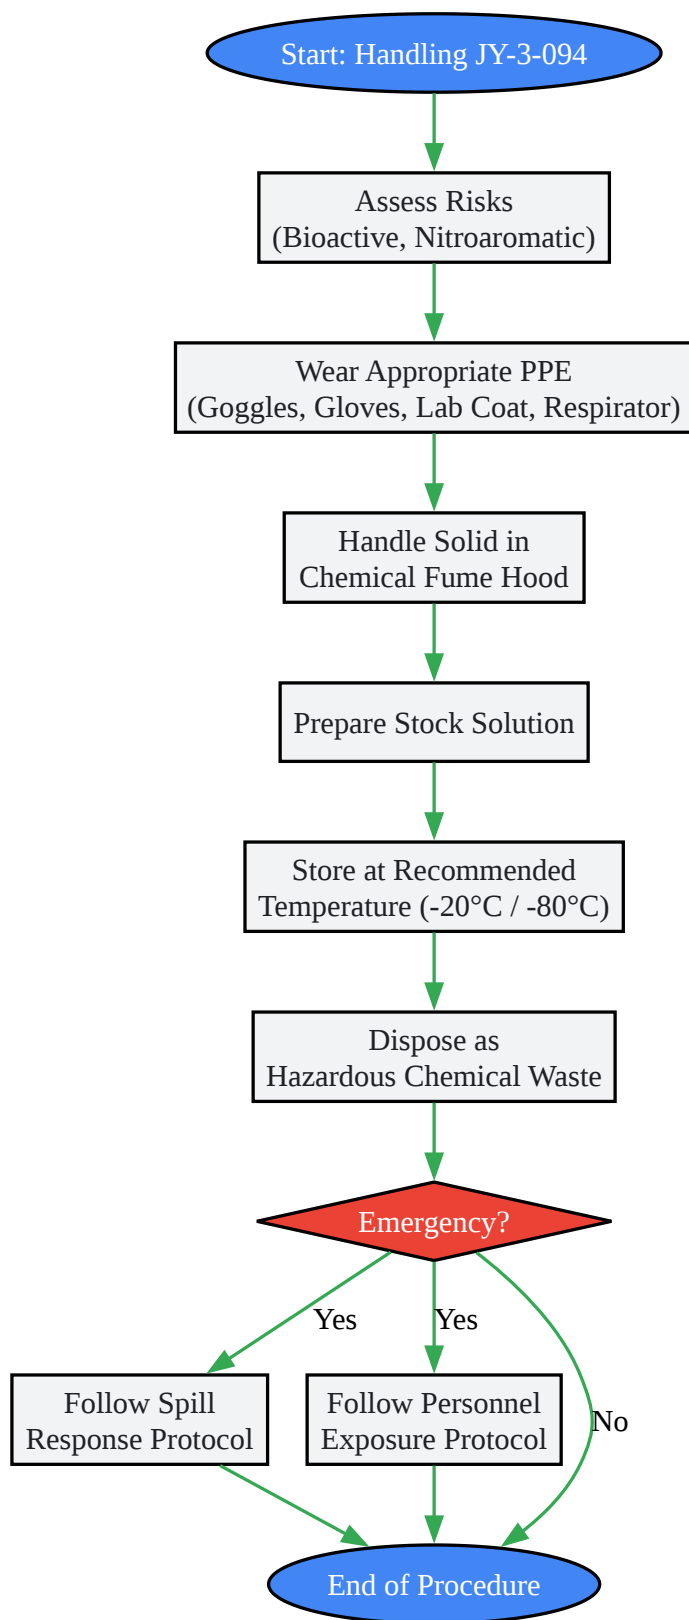 Start: Handling JY-3-094
Assess Risks
(Bioactive, Nitroaromatic)
Wear Appropriate PPE
(Goggles, Gloves, Lab Coat, Respirator)
Handle Solid in
Chemical Fume Hood
Prepare Stock Solution
Store at Recommended
Temperature (-20°C / -80°C)
Dispose as
Hazardous Chemical Waste
Emergency?
Yes
Yes
Follow Spill
Response Protocol
Follow Personnel
Exposure Protocol
No
End of Procedure